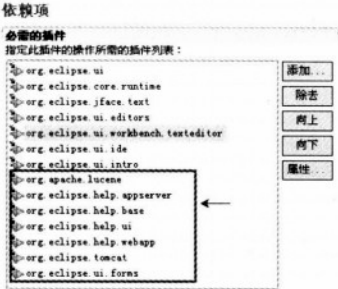 依赖项
必需的插件
指定此插件的操作所需的插件列表：
org.eclipse.ui
org.eclipse.core.runtime
org.eclipse.jface.text
org.eclipse.ui.editors
org.eclipse.ui.workbench.texteditor
org.eclipse.ui.ide
org.eclipse.ui.intro
org.apache.lucene
org.eclipse.help.appserver
org.eclipse.help.base
org.eclipse.help.ui
org.eclipse.help.webapp
org.eclipse.tomcat
org.eclipse.ui.forms
添加...
除去
向上
向下
属性...